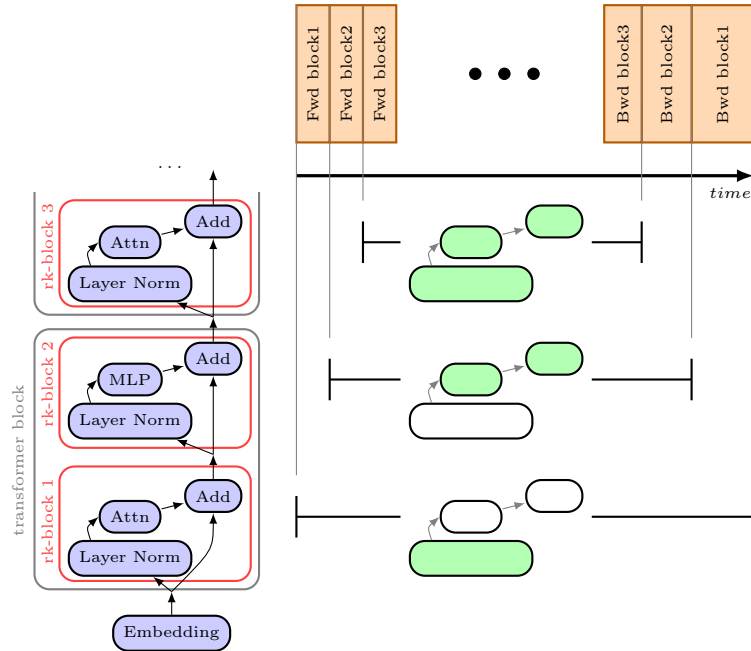 Fwd block1
Fwd block2
Fwd block3
Bwd block3
Bwd block2
Bwd block1
...
time
rk-block 3
Add
Attn
Layer Norm
transformer block
rk-block 2
Add
MLP
Layer Norm
rk-block 1
Add
Attn
Layer Norm
Embedding